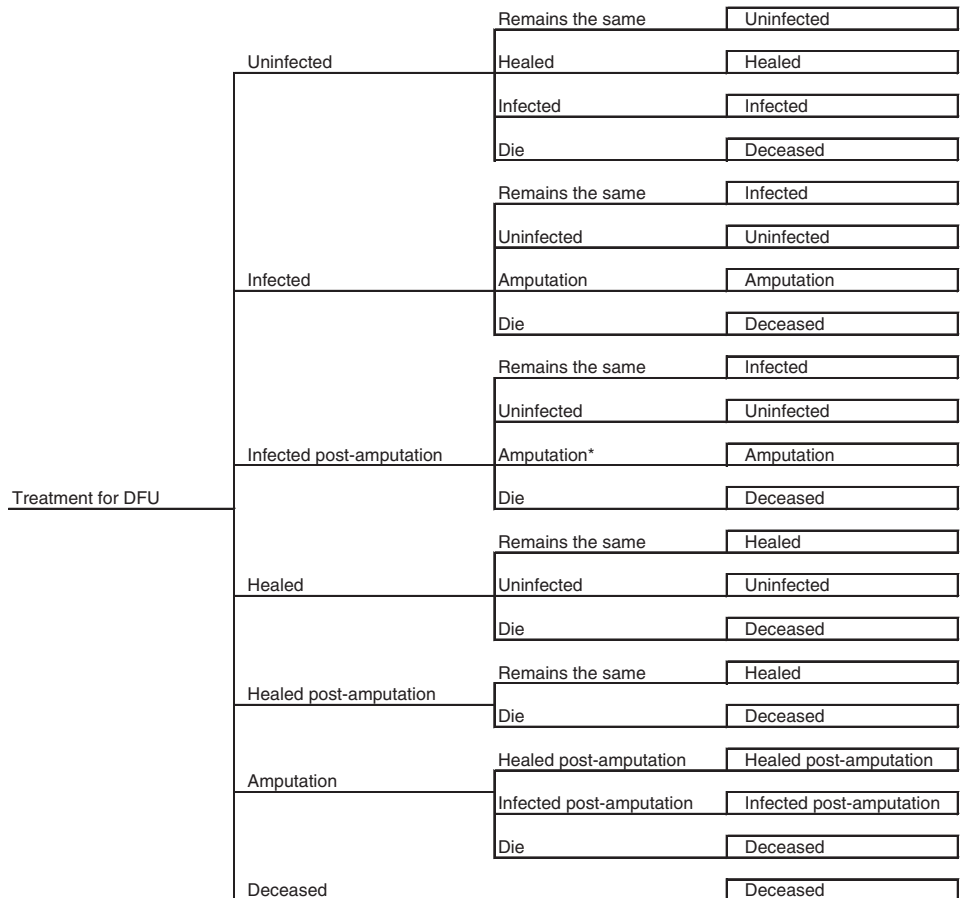 Remains the same Uninfected
Uninfected Healed Healed
Infected Infected
Die Deceased
Remains the same Infected
Uninfected Uninfected
Infected Amputation Amputation
Die Deceased
Remains the same Infected
Uninfected Uninfected
Infected post-amputation Amputation* Amputation
Treatment for DFU Die Deceased
Remains the same Healed
Healed Uninfected Uninfected
Die Deceased
Remains the same Healed
Healed post-amputation
Die Deceased
Healed post-amputation Healed post-amputation
Amputation
Infected post-amputation Infected post-amputation
Die Deceased
Deceased Deceased